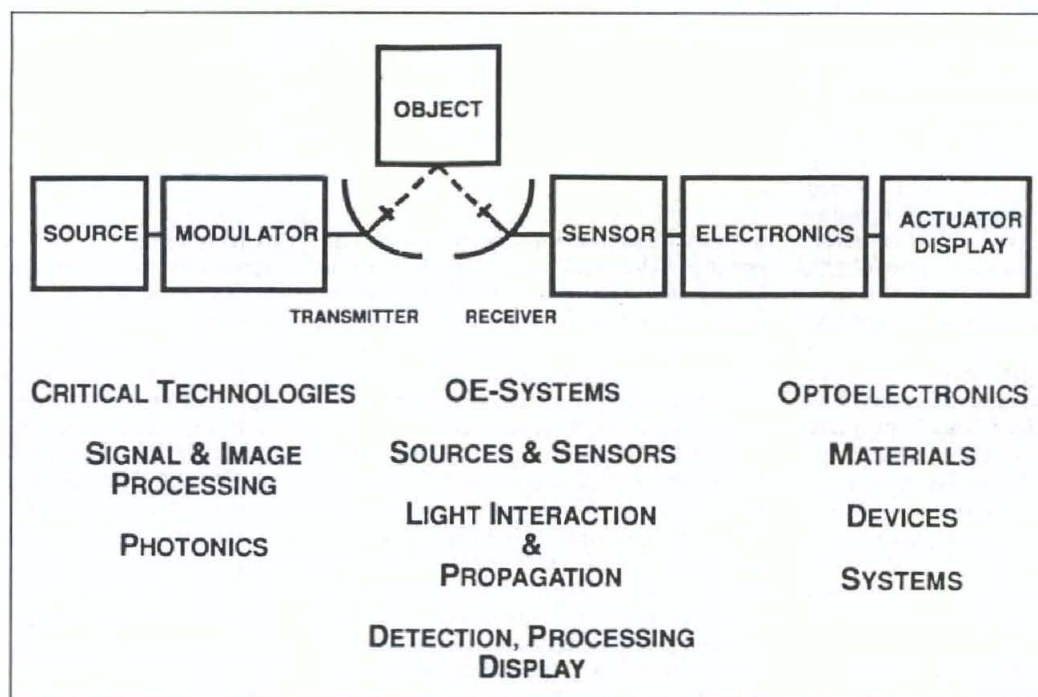 OBJECT
SOURCE
MODULATOR
SENSOR
ELECTRONICS
ACTUATOR
DISPLAY
TRANSMITTER
RECEIVER
CRITICAL TECHNOLOGIES
SIGNAL & IMAGE
PROCESSING
PHOTONICS
OE-SYSTEMS
SOURCES & SENSORS
LIGHT INTERACTION
&
PROPAGATION
DETECTION, PROCESSING
DISPLAY
OPTOELECTRONICS
MATERIALS
DEVICES
SYSTEMS